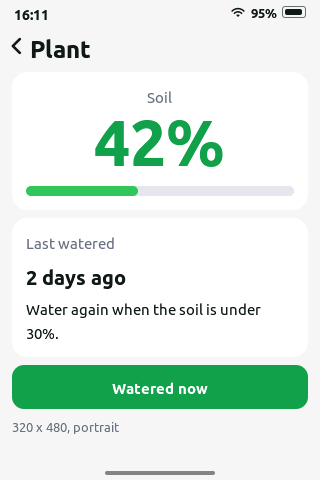 16:11 95%
Plant
Soil
42%
Last watered
2 days ago
Water again when the soil is under
30%.
Watered now
320 x 480, portrait